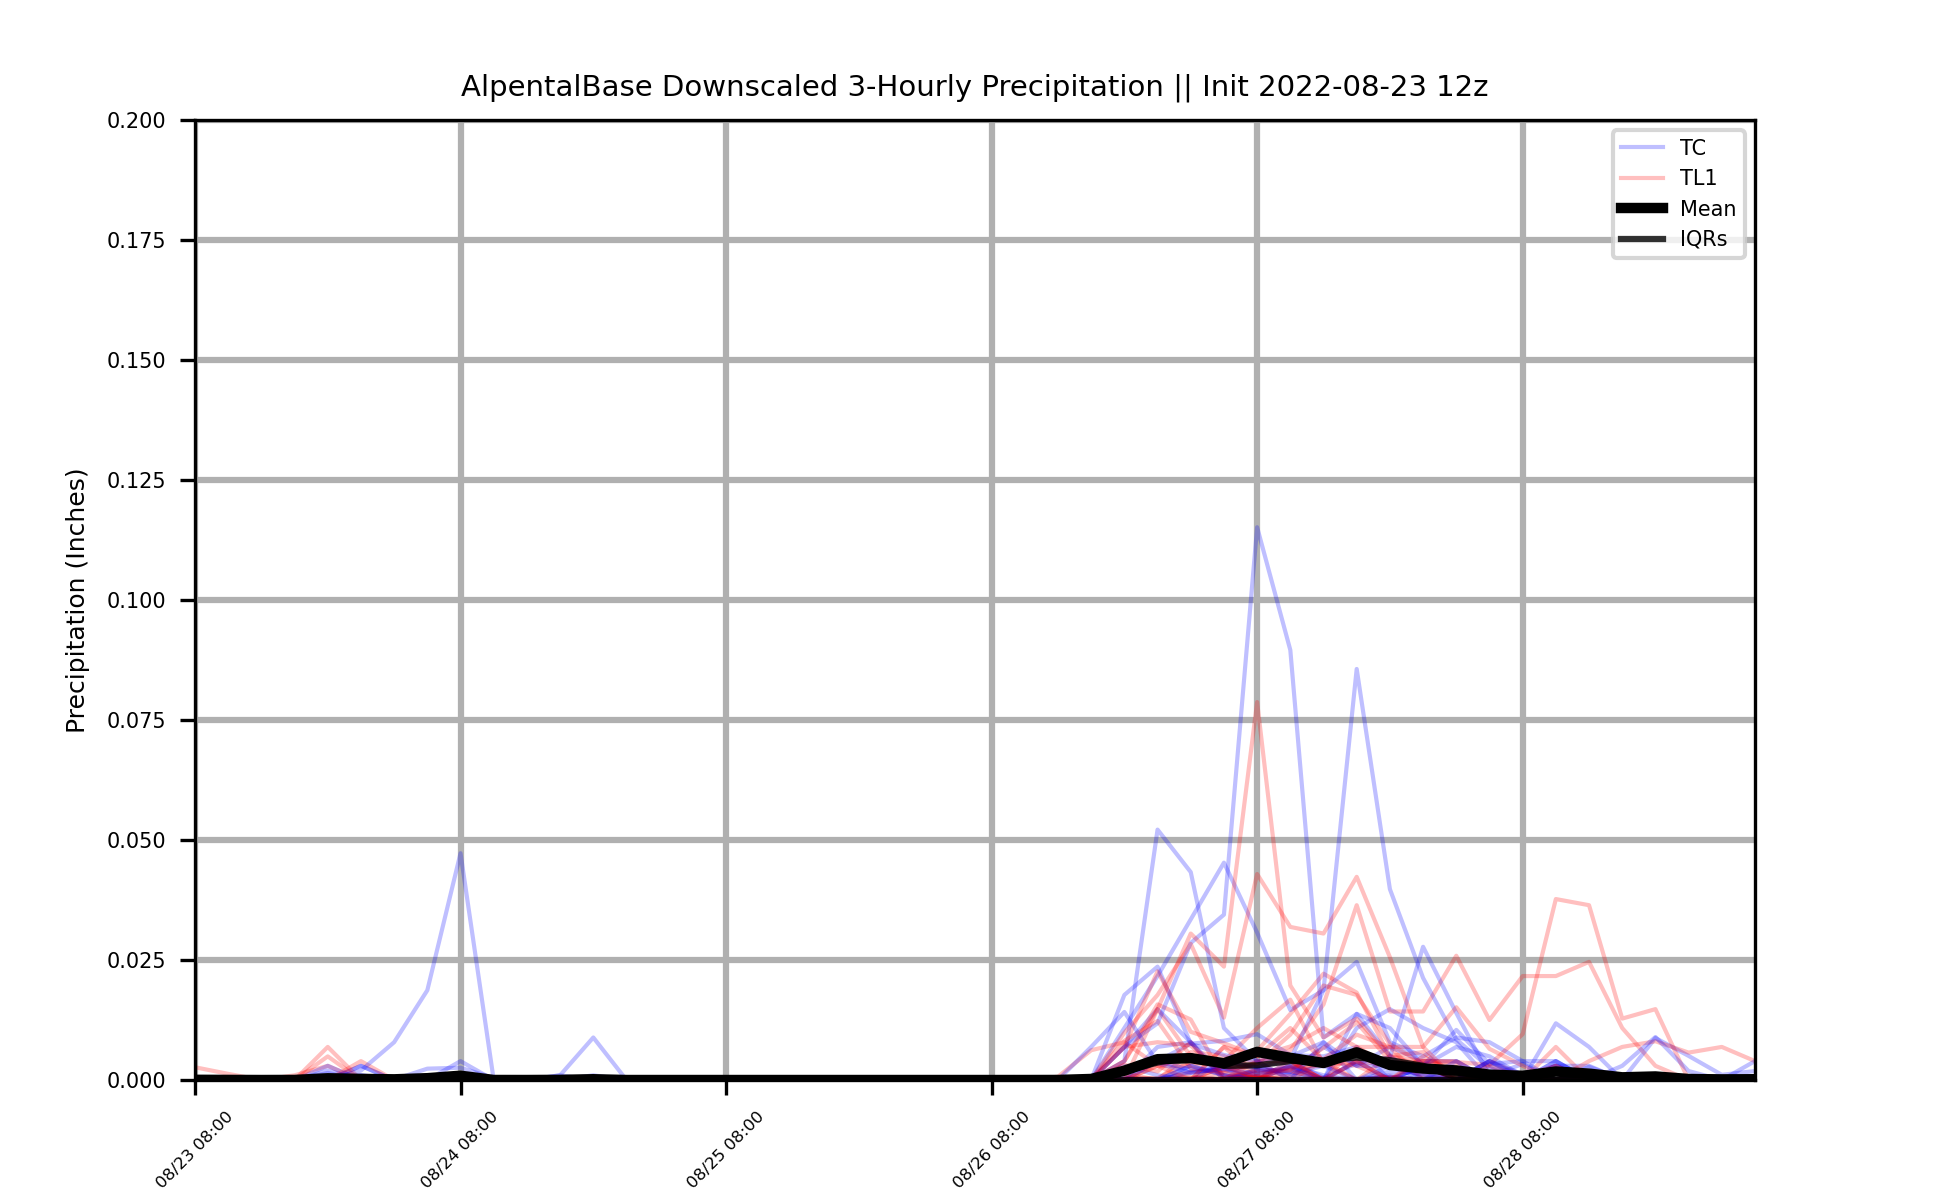 AlpentalBase Downscaled 3-Hourly Precipitation || Init 2022-08-23 12z
TC
TL1
Mean
IQRs
Precipitation (Inches)
0.200
0.175
0.150
0.125
0.100
0.075
0.050
0.025
0.000
08/23 08:00
08/24 08:00
08/25 08:00
08/26 08:00
08/27 08:00
08/28 08:00